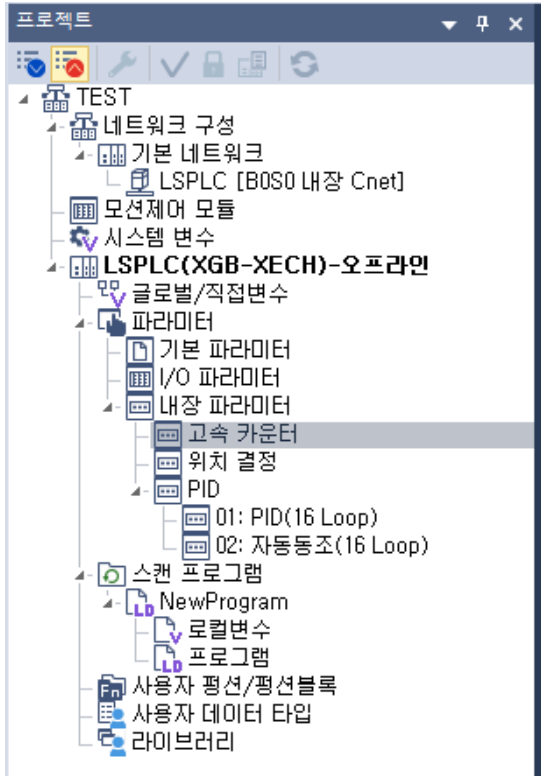 프로젝트
TEST
네트워크 구성
기본 네트워크
LSPLC [B0S0 내장 Cnet]
모션제어 모듈
시스템 변수
LSPLC(XGB-XECH)-오프라인
글로벌/직접변수
파라미터
기본 파라미터
I/O 파라미터
내장 파라미터
고속 카운터
위치 결정
PID
01: PID(16 Loop)
02: 자동동조(16 Loop)
스캔 프로그램
NewProgram
로컬변수
프로그램
사용자 펑션/펑션블록
사용자 데이터 타입
라이브러리